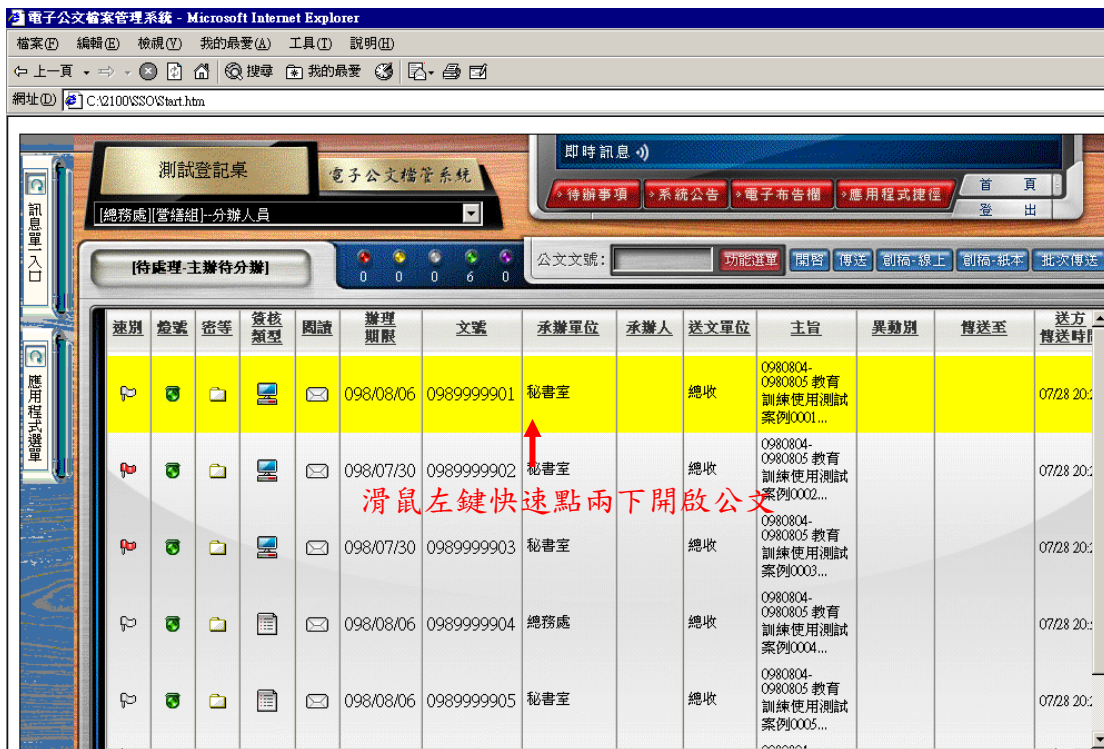 電子公文檔案管理系統 - Microsoft Internet Explorer
檔案(F) 編輯(E) 檢視(V) 我的最愛(A) 工具(T) 說明(H)
上一頁 搜尋 我的最愛
網址(D) C:\2100\SSO\Start.htm
訊息單一入口
應用程式選單
測試登記桌
電子公文檔管系統
[總務處][營繕組]--分辦人員
即時訊息
待辦事項 系統公告 電子布告欄 應用程式捷徑
首頁
登出
[待處理-主辦待分辦]
0 0 0 6 0
公文文號: 功能選單 開啟 傳送 創稿-線上 創稿-紙本 批次傳送
速別 燈號 密等 簽核類型 閱讀 辦理期限 文號 承辦單位 承辦人 送文單位 主旨 異動別 傳送至 送方傳送時
098/08/06 0989999901 秘書室 總收 0980804-
0980805 教育
訓練使用測試
案例0001...
07/28 20:
098/07/30 0989999902 秘書室 總收 0980804-
0980805 教育
訓練使用測試
案例0002...
07/28 20:
滑鼠左鍵快速點兩下開啟公文
098/07/30 0989999903 秘書室 總收 0980804-
0980805 教育
訓練使用測試
案例0003...
07/28 20:
098/08/06 0989999904 總務處 總收 0980804-
0980805 教育
訓練使用測試
案例0004...
07/28 20:
098/08/06 0989999905 秘書室 總收 0980804-
0980805 教育
訓練使用測試
案例0005...
07/28 20: